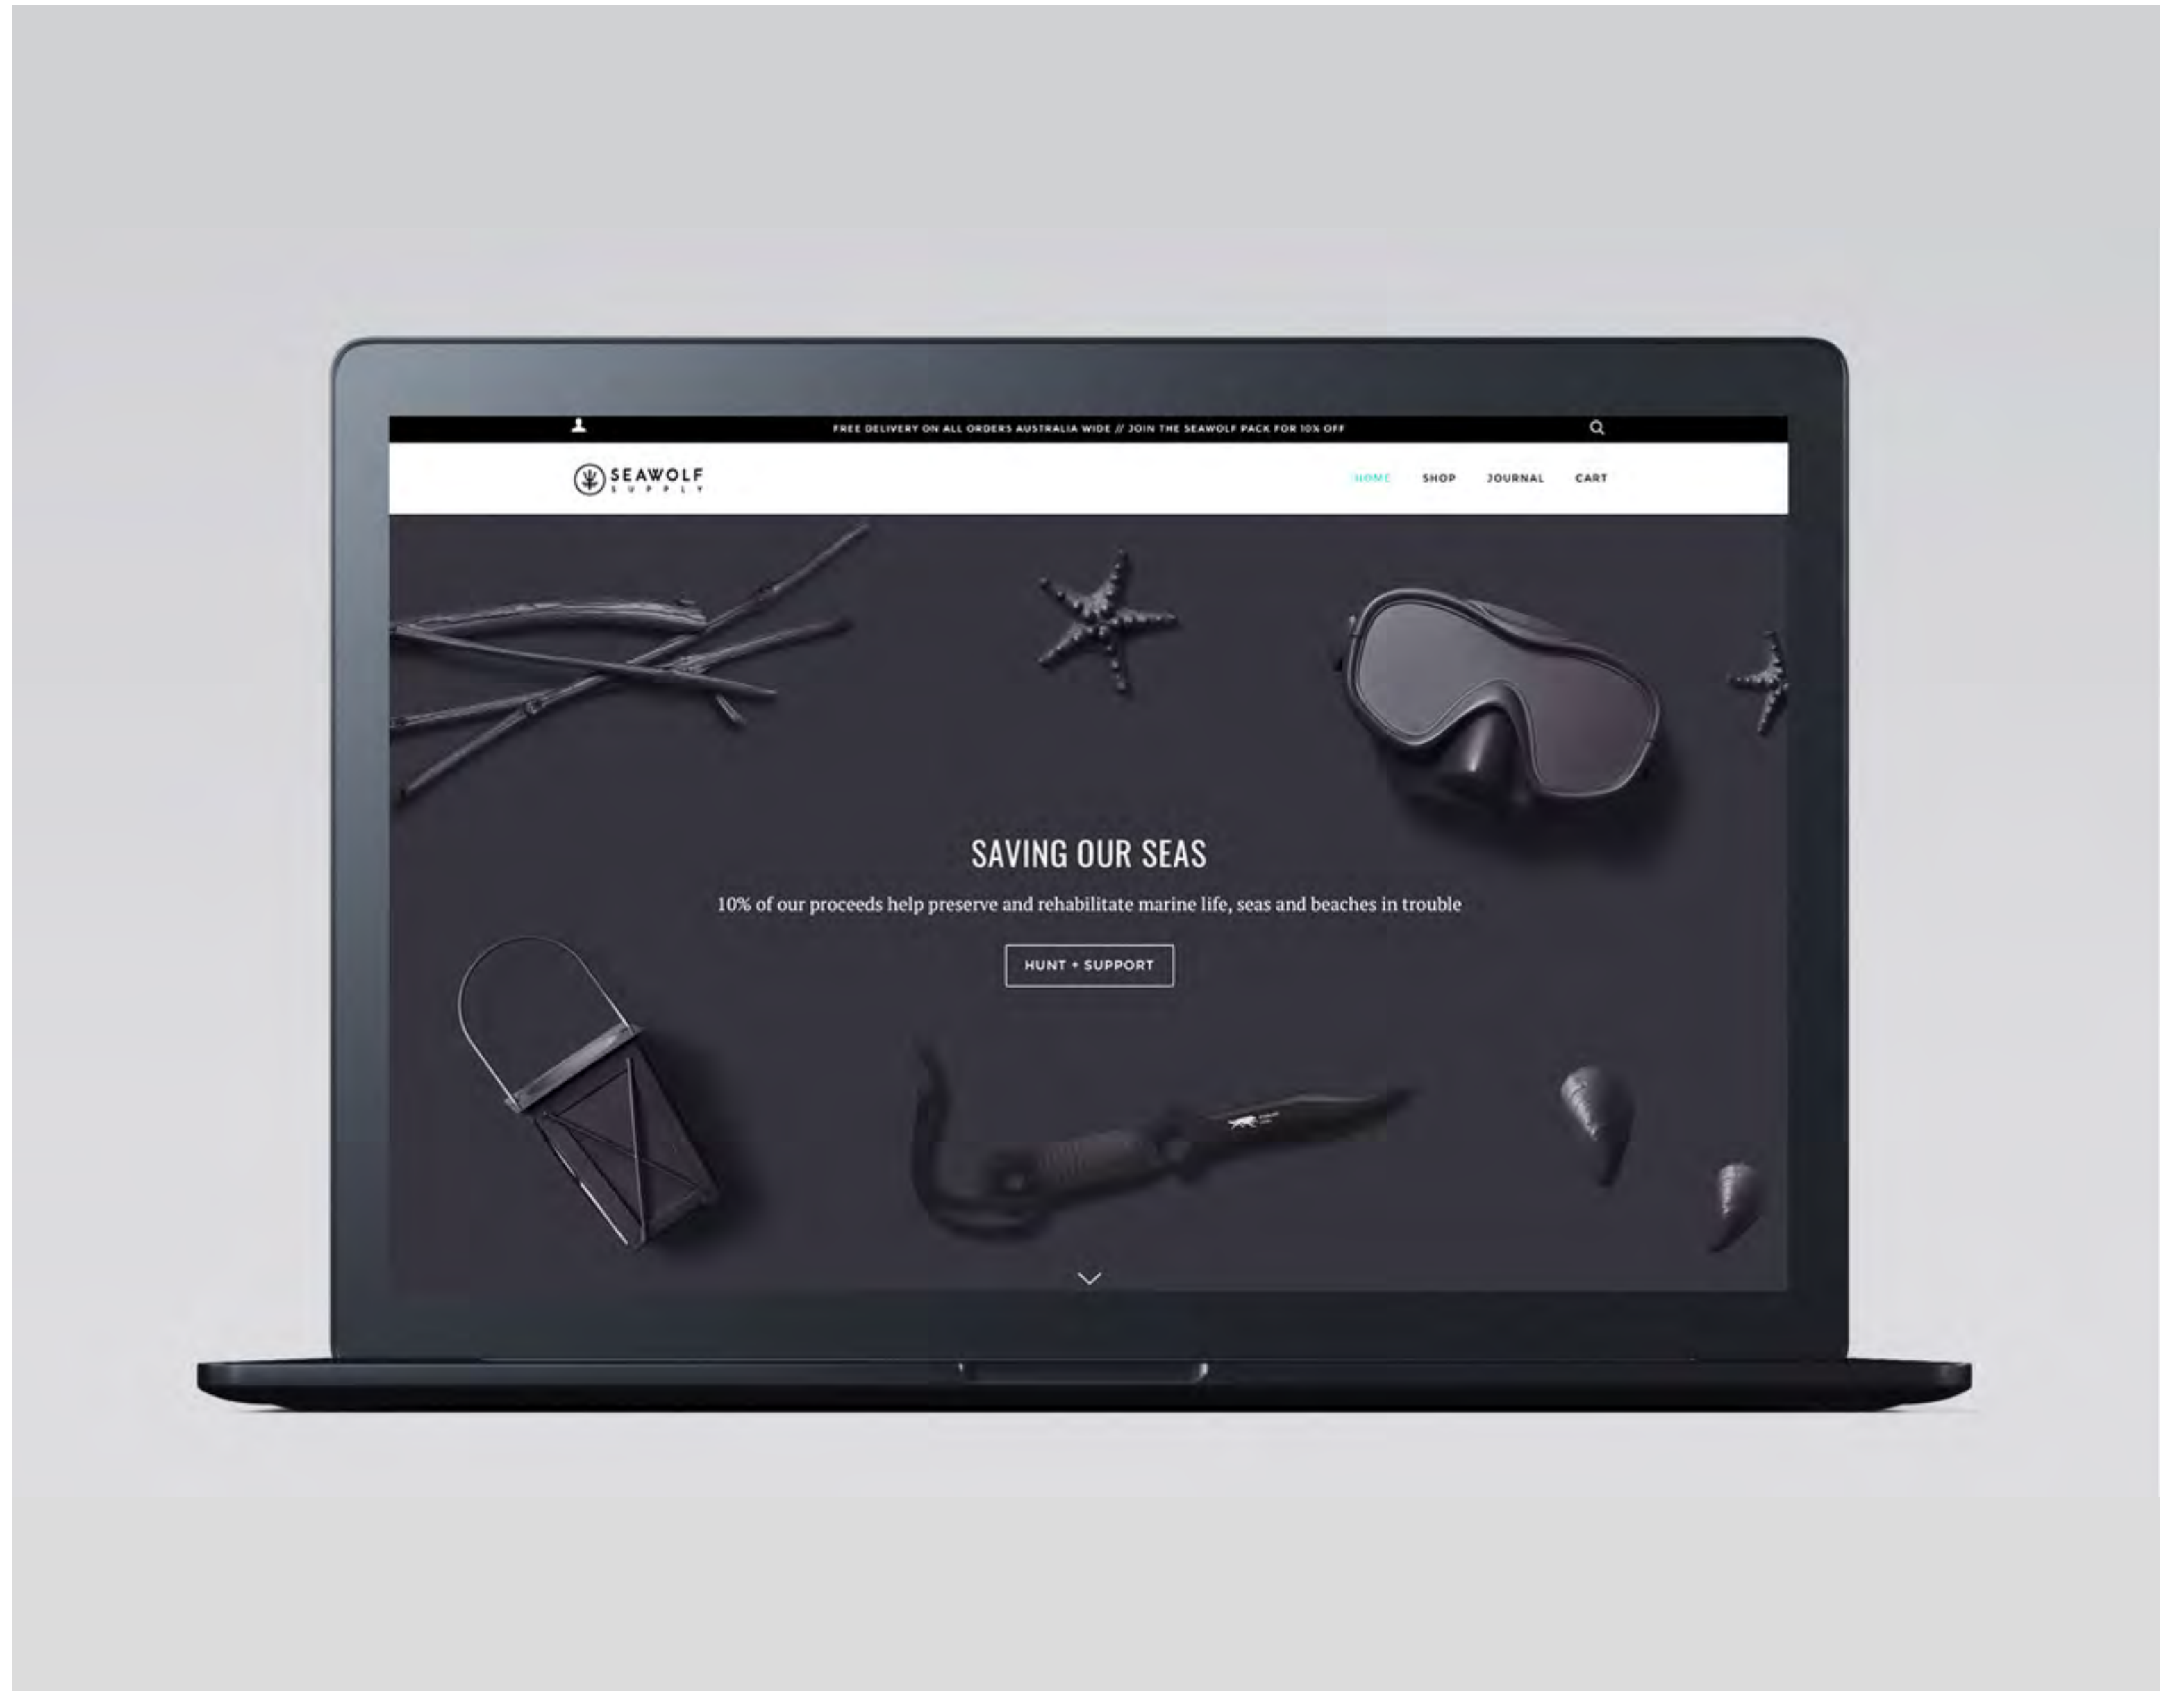 FREE DELIVERY ON ALL ORDERS AUSTRALIA WIDE // JOIN THE SEAWOLF PACK FOR 10% OFF
SEAWOLF
SUPPLY
HOME SHOP JOURNAL CART
SAVING OUR SEAS
10% of our proceeds help preserve and rehabilitate marine life, seas and beaches in trouble
HUNT + SUPPORT